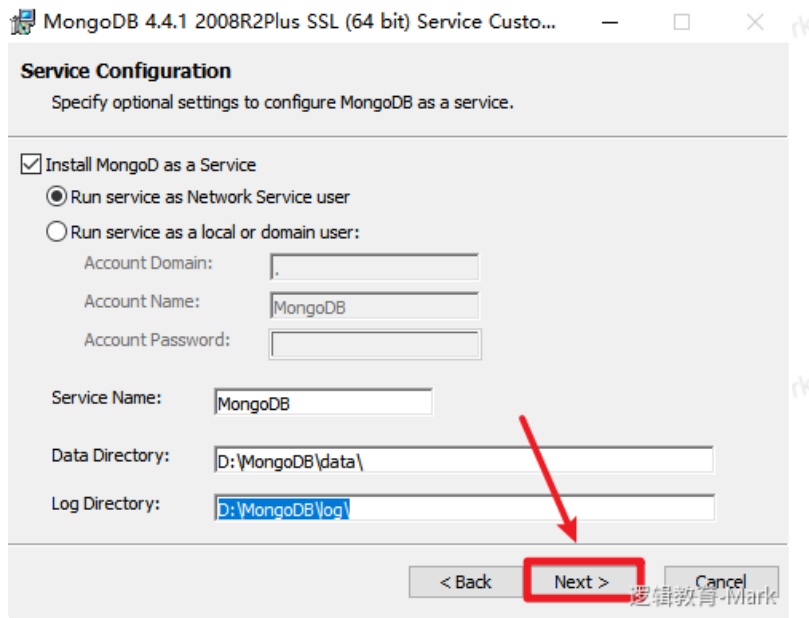 MongoDB 4.4.1 2008R2Plus SSL (64 bit) Service Custo...
Service Configuration
Specify optional settings to configure MongoDB as a service.
Install MongoD as a Service
Run service as Network Service user
Run service as a local or domain user:
Account Domain: .
Account Name: MongoDB
Account Password:
Service Name: MongoDB
Data Directory: D:\MongoDB\data\
Log Directory: D:\MongoDB\log\
< Back Next > Cancel
逻辑教育-Mark